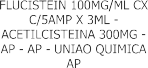 FLUCISTEIN 100MG/ML CX
C/5AMP X 3ML -
ACETILCISTEINA 300MG -
AP - AP - UNIAO QUIMICA
AP